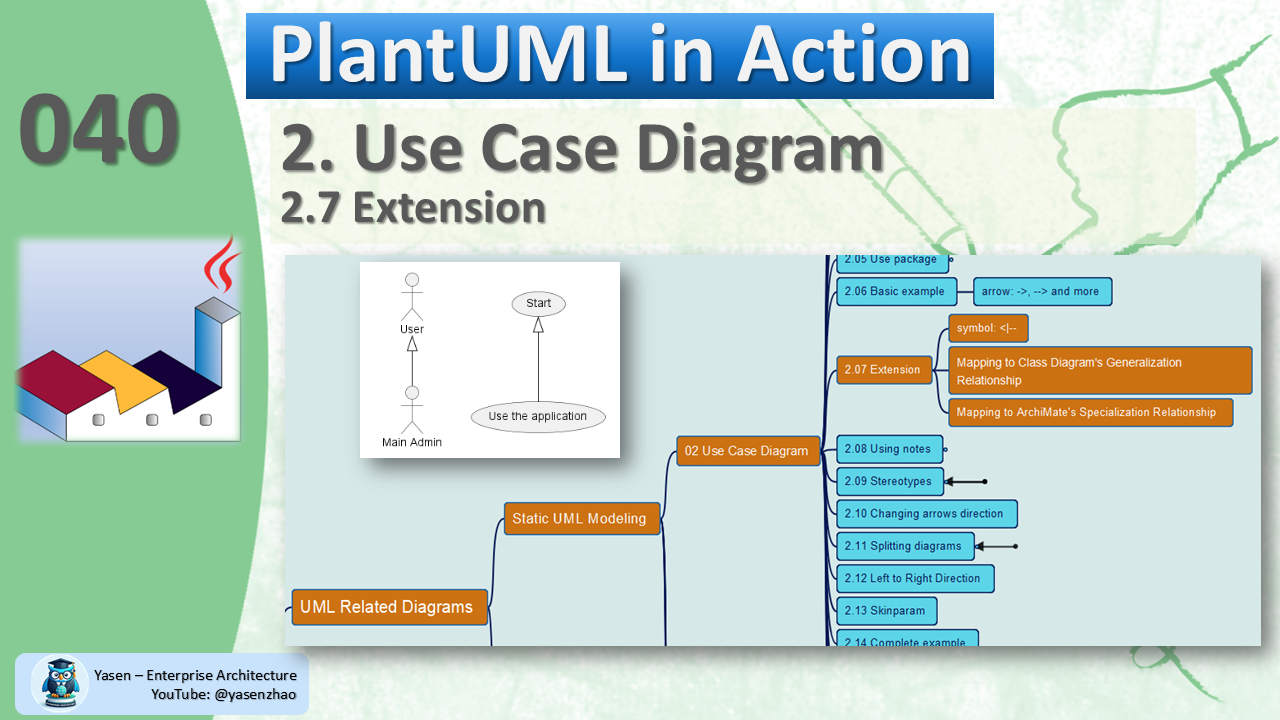 PlantUML in Action
040
2. Use Case Diagram
2.7 Extension
User
Main Admin
Start
Use the application
2.05 Use package
2.06 Basic example
arrow: ->, --> and more
2.07 Extension
symbol: <|--
Mapping to Class Diagram's Generalization
Relationship
Mapping to ArchiMate's Specialization Relationship
02 Use Case Diagram
2.08 Using notes
2.09 Stereotypes
2.10 Changing arrows direction
2.11 Splitting diagrams
2.12 Left to Right Direction
2.13 Skinparam
2.14 Complete example
Static UML Modeling
UML Related Diagrams
Yasen – Enterprise Architecture
YouTube: @yasenzhao